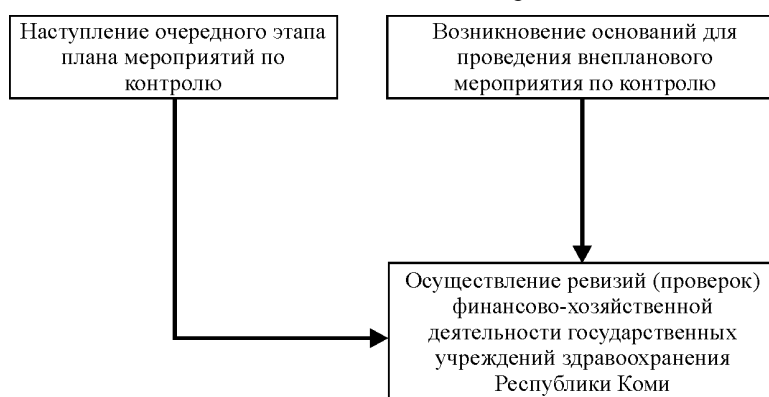 Наступление очередного этапа
плана мероприятий по
контролю
Возникновение оснований для
проведения внепланового
мероприятия по контролю
Осуществление ревизий (проверок)
финансово-хозяйственной
деятельности государственных
учреждений здравоохранения
Республики Коми